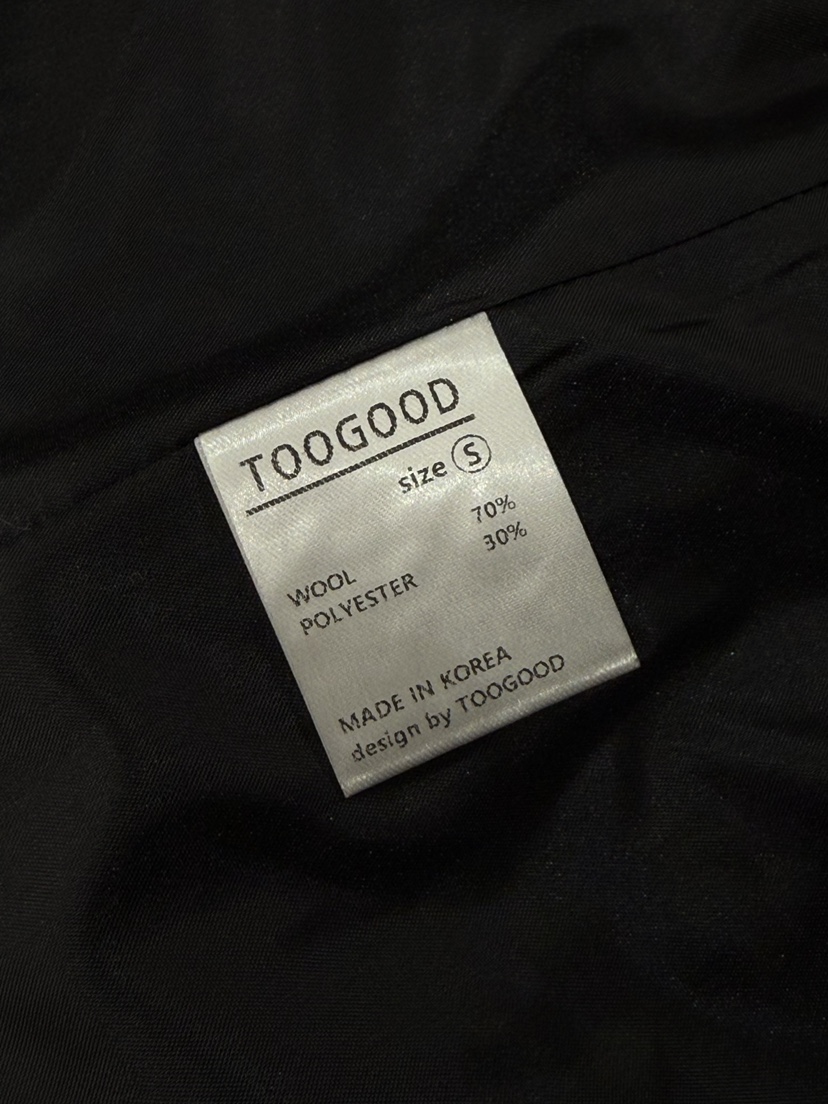 TOOGOOD
size S
70%
30%
WOOL
POLYESTER
MADE IN KOREA
design by TOOGOOD